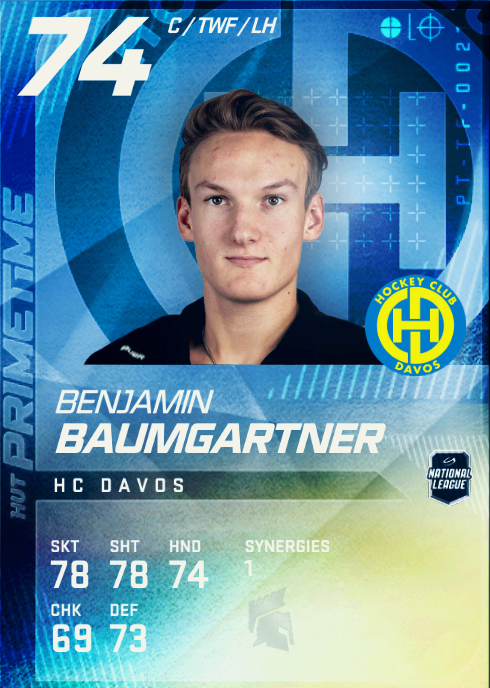 74
C / TWF / LH
HUT PRIMETIME
HOCKEY CLUB
DAVOS
BENJAMIN
BAUMGARTNER
HC DAVOS
NATIONAL
LEAGUE
SKT SHT HND SYNERGIES
78 78 74 1
CHK DEF
69 73